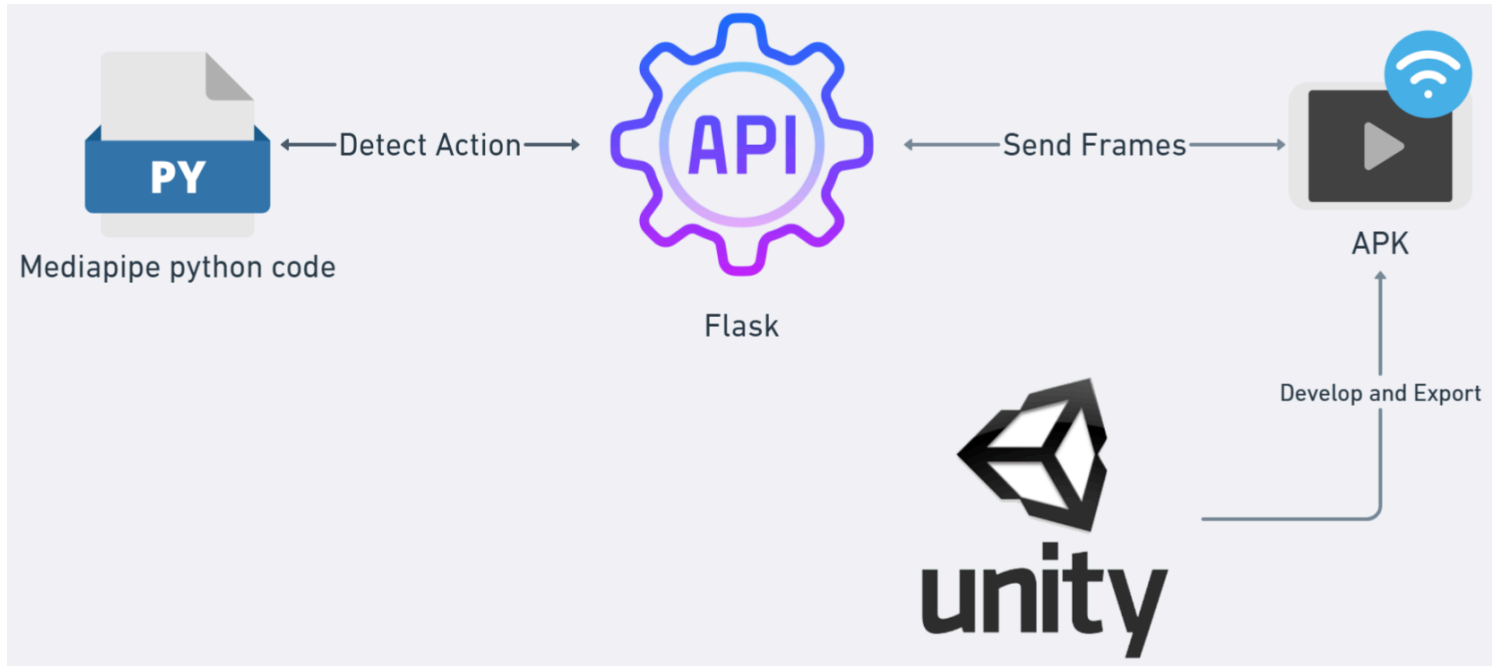 PY
Detect Action
API
Send Frames
Mediapipe python code
APK
Flask
Develop and Export
unity